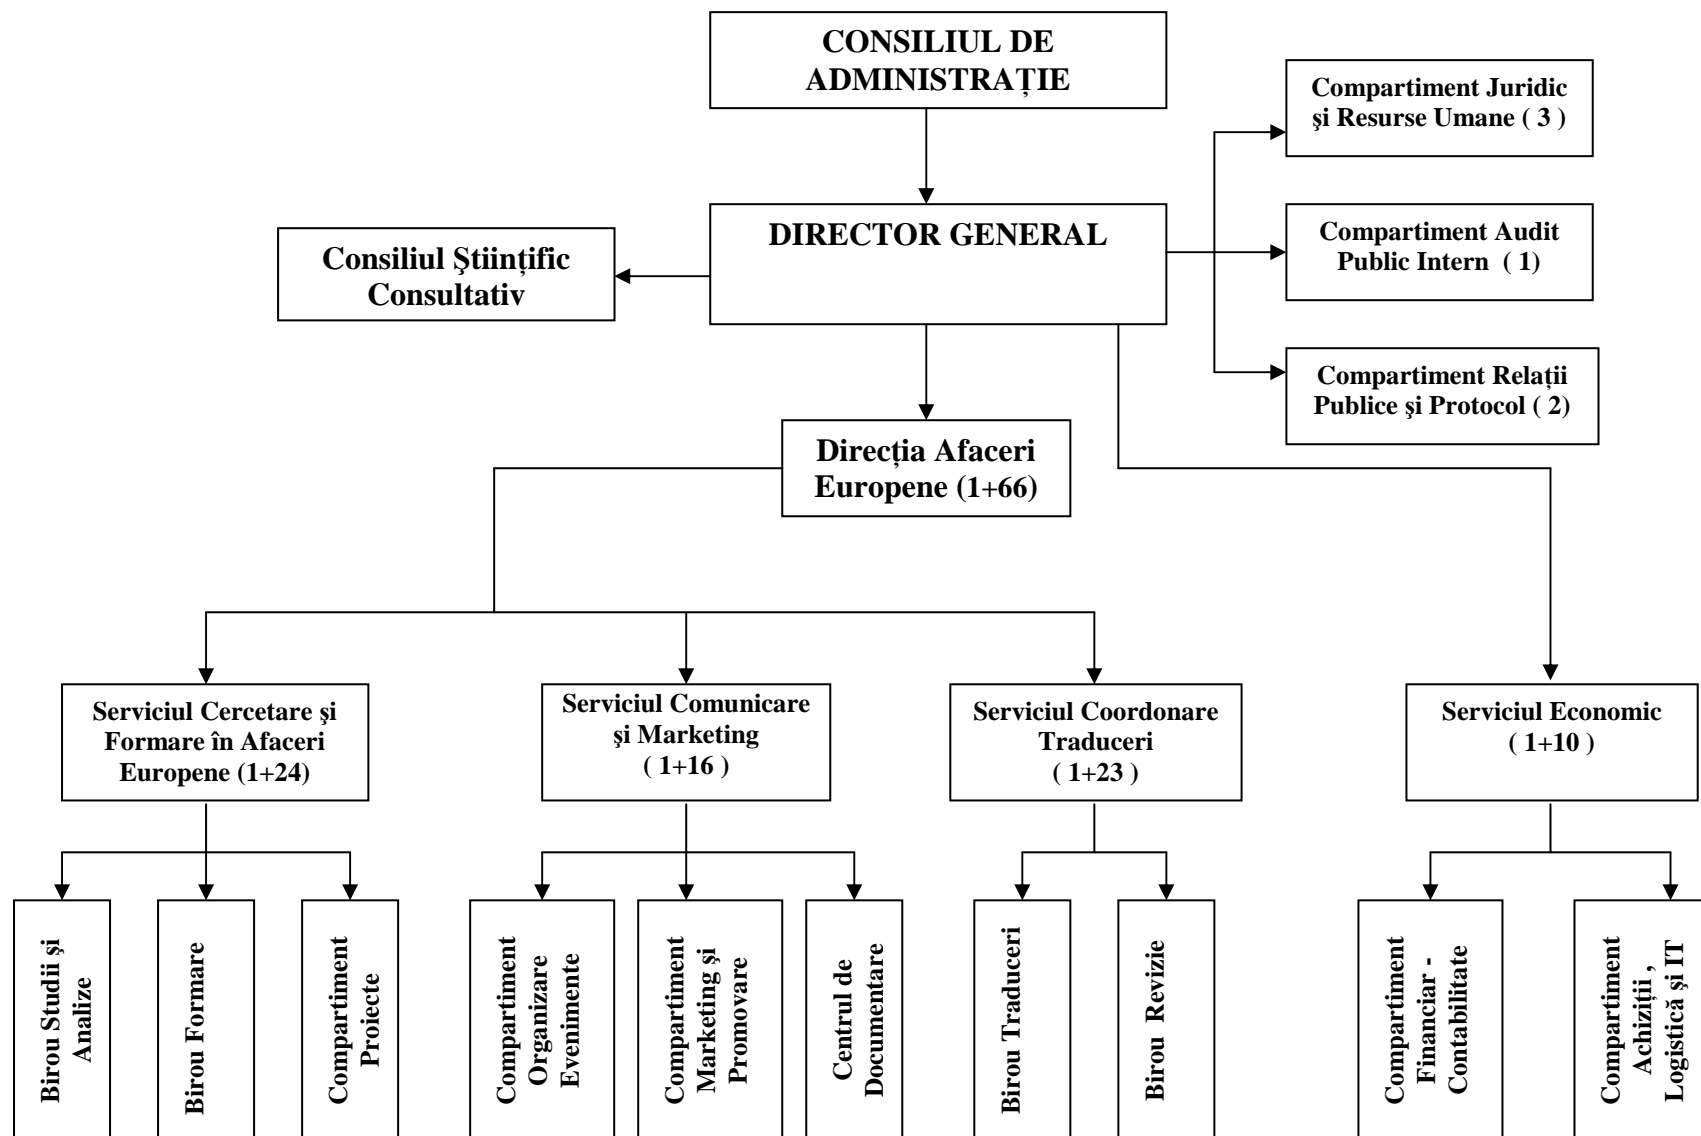 CONSILIUL DE
ADMINISTRAȚIE
Compartiment Juridic
şi Resurse Umane ( 3 )
DIRECTOR GENERAL
Consiliul Ştiințific
Consultativ
Compartiment Audit
Public Intern  ( 1)
Compartiment Relații
Publice şi Protocol ( 2)
Direcția Afaceri
Europene (1+66)
Serviciul Cercetare şi
Formare în Afaceri
Europene (1+24)
Serviciul Comunicare
şi Marketing
( 1+16 )
Serviciul Coordonare
Traduceri
( 1+23 )
Serviciul Economic
( 1+10 )
Birou Studii şi
Analize
Birou Formare
Compartiment
Proiecte
Compartiment
Organizare
Evenimente
Compartiment
Marketing şi
Promovare
Centrul de
Documentare
Birou Traduceri
Birou  Revizie
Compartiment
Financiar -
Contabilitate
Compartiment
Achiziții ,
Logistică şi IT